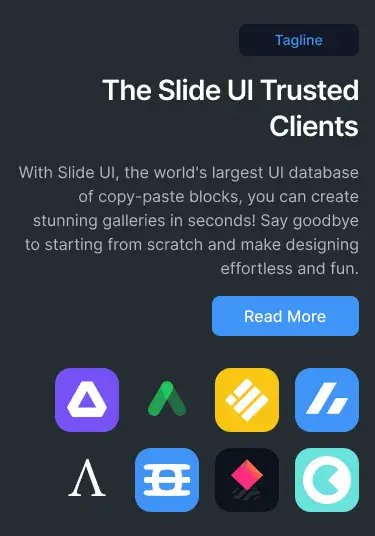 Tagline
The Slide UI Trusted
Clients
With Slide UI, the world's largest UI database
of copy-paste blocks, you can create
stunning galleries in seconds! Say goodbye
to starting from scratch and make designing
effortless and fun.
Read More